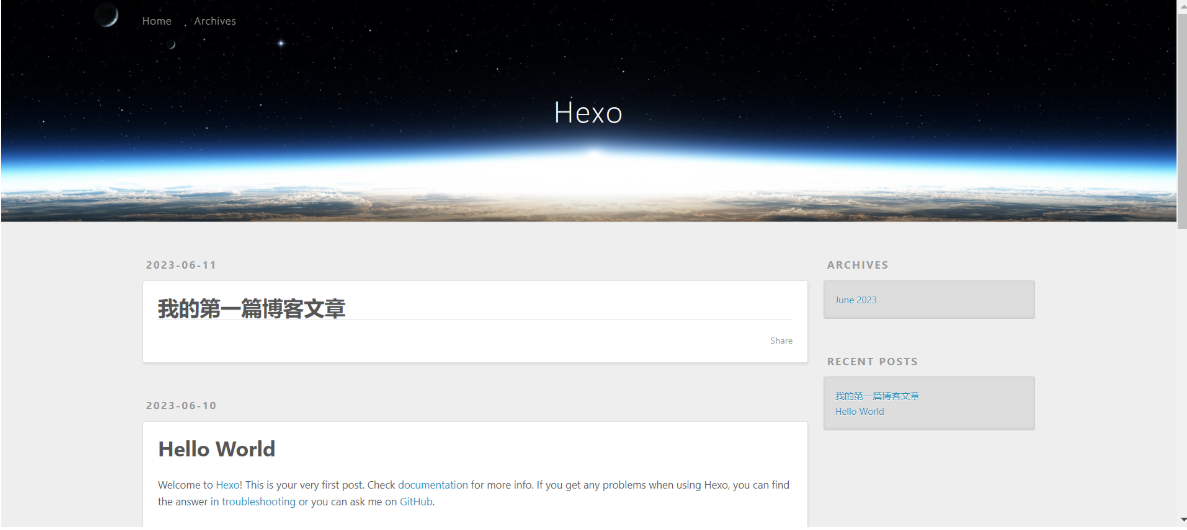 Home Archives
Hexo
2023-06-11
我的第一篇博客文章
Share
2023-06-10
Hello World
Welcome to Hexo! This is your very first post. Check documentation for more info. If you get any problems when using Hexo, you can find
the answer in troubleshooting or you can ask me on GitHub.
ARCHIVES
June 2023
RECENT POSTS
我的第一篇博客文章
Hello World